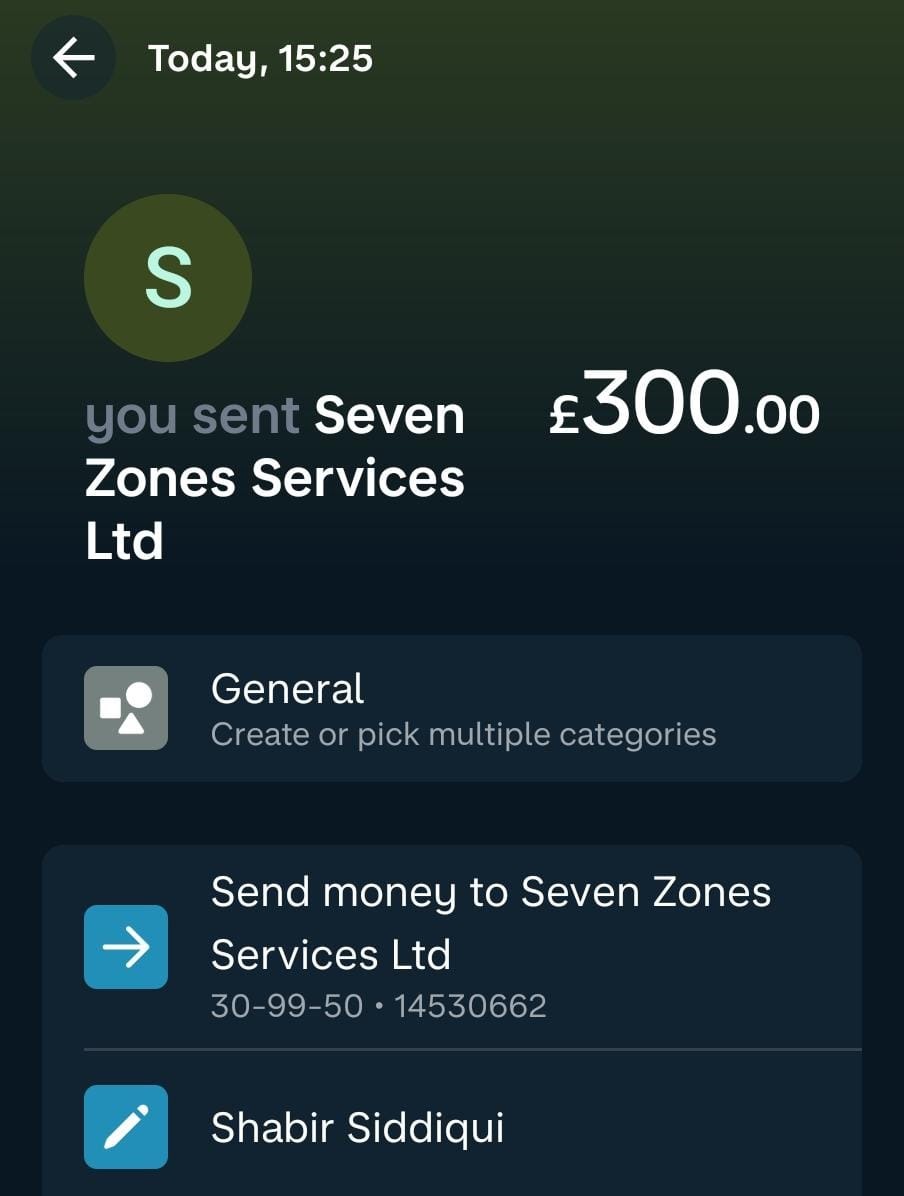 Today, 15:25
S
you sent Seven
Zones Services
Ltd
£300.00
General
Create or pick multiple categories
Send money to Seven Zones
Services Ltd
30-99-50 • 14530662
Shabir Siddiqui